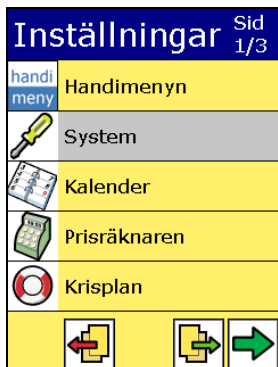 Inställningar
Sid
1/3
handi
meny
Handimenyn
System
Kalender
Prisräknaren
Krisplan